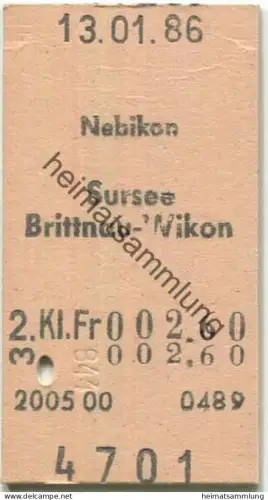 13.01.86
Nebikon
Sursee
Brittnau-Wikon
2.Kl.Fr 002.60
3 002.60
2005 00 0489
4701
heimatsammlung